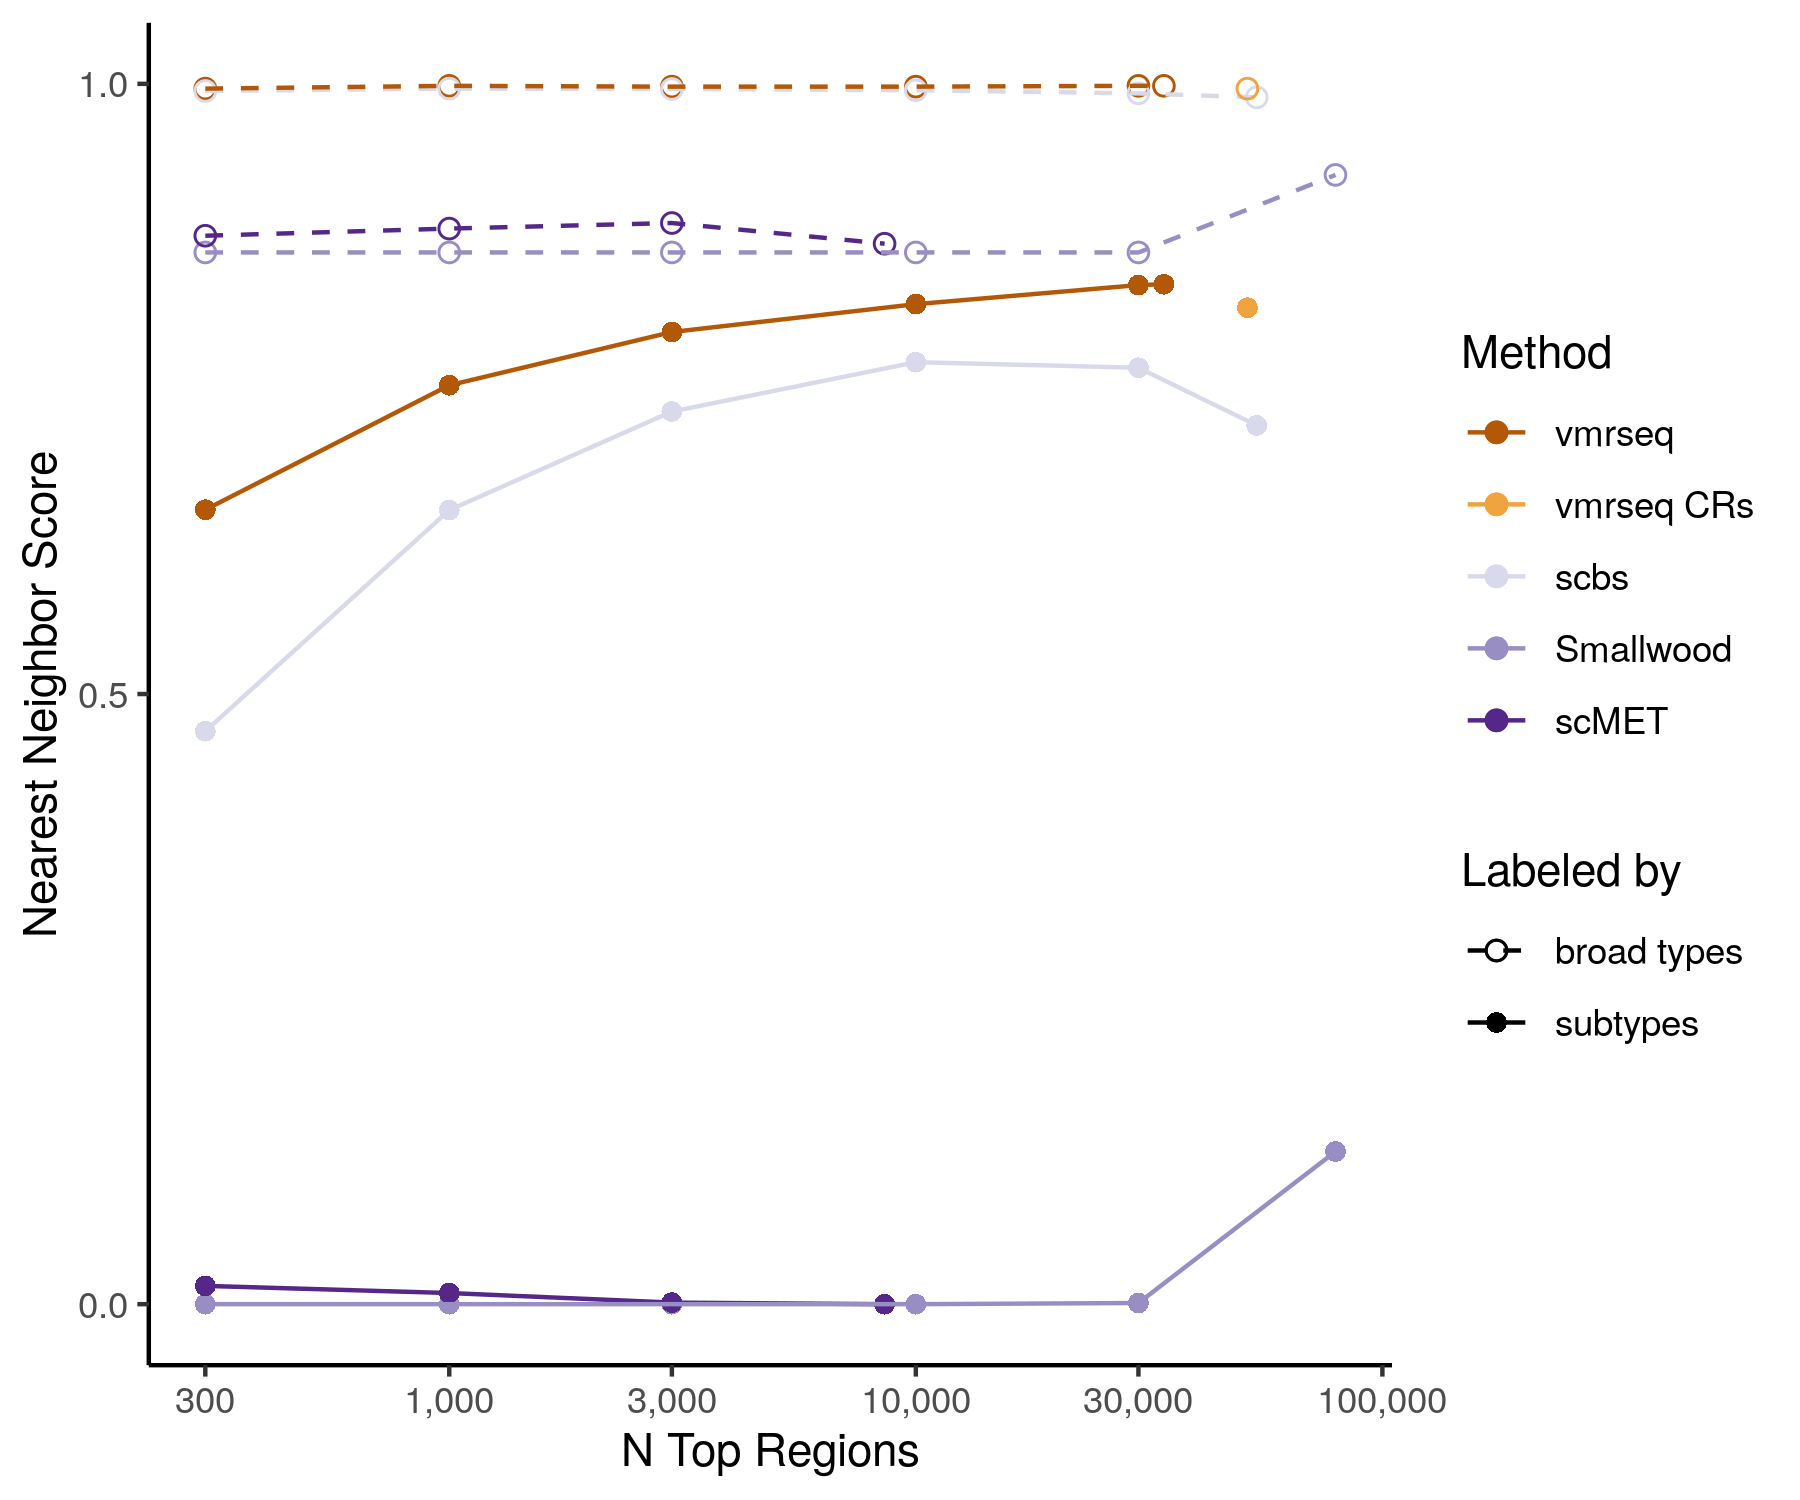 Nearest Neighbor Score
1.0
0.5
0.0
300
1,000
3,000
10,000
30,000
100,000
N Top Regions
Method
vmrseq
vmrseq CRs
scbs
Smallwood
scMET
Labeled by
broad types
subtypes